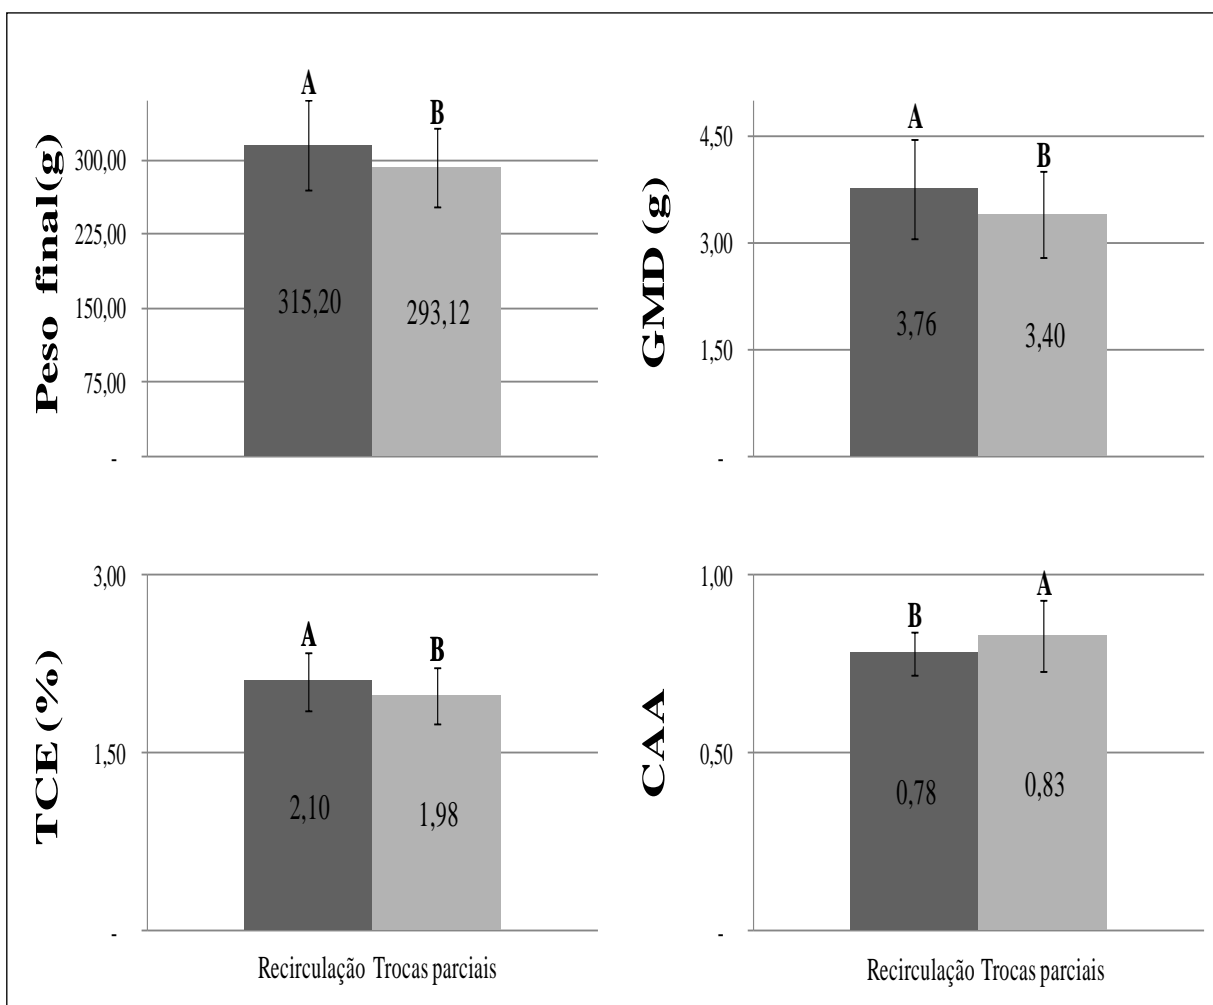 Peso final(g)
300,00
225,00
150,00
75,00
-
A
B
315,20
293,12
GMD (g)
4,50
3,00
1,50
-
A
B
3,76
3,40
TCE (%)
3,00
1,50
-
A
B
2,10
1,98
Recirculação Trocas parciais
CAA
1,00
0,50
-
B
A
0,78
0,83
Recirculação Trocas parciais